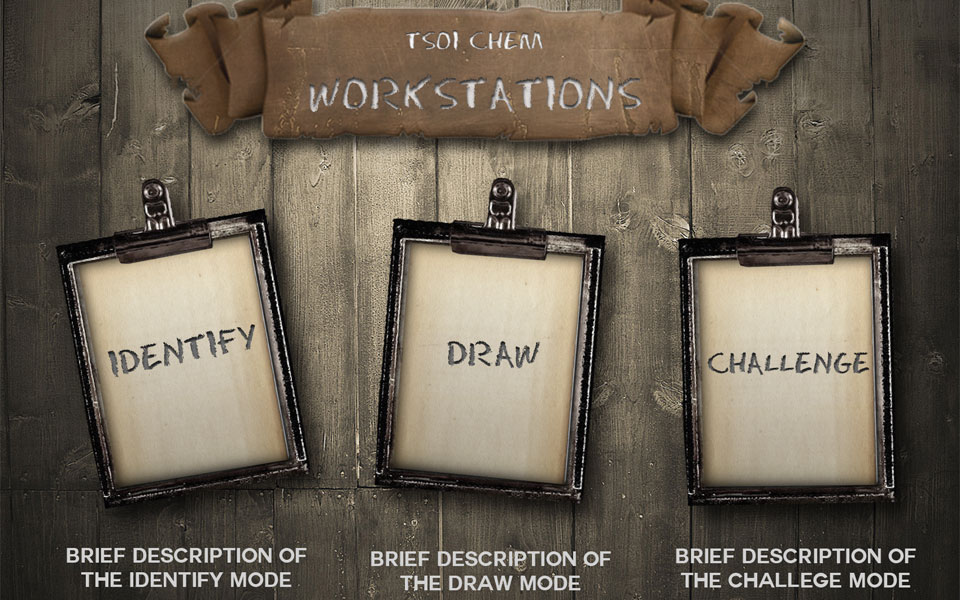 TSOI CHEM
WORKSTATIONS
IDENTIFY
DRAW
CHALLENGE
BRIEF DESCRIPTION OF
THE IDENTIFY MODE
BRIEF DESCRIPTION OF
THE DRAW MODE
BRIEF DESCRIPTION OF
THE CHALLEGE MODE